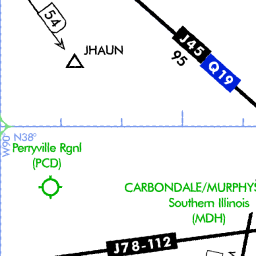 54
JHAUN
J45
95
Q19
N38°
W90°
Perryville Rgnl
(PCD)
CARBONDALE/MURPHYS
Southern Illinois
(MDH)
J78-112